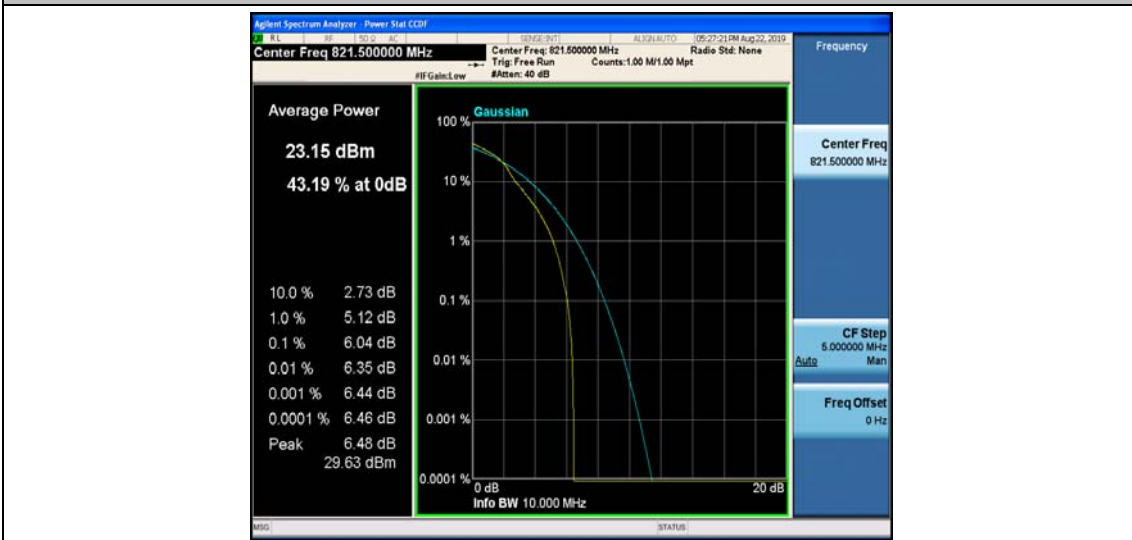 Agilent Spectrum Analyzer - Power Stat CCDF
RL RF 50 Ω AC SENSE:INT ALIGN AUTO 05:27:21 PM Aug 22, 2019
Center Freq 821.500000 MHz
Center Freq: 821.500000 MHz Radio Std: None
Trig: Free Run Counts:1.00 M/1.00 Mpt
#IFGain:Low #Atten: 40 dB
Frequency
Average Power
23.15 dBm
43.19 % at 0dB
10.0 % 2.73 dB
1.0 % 5.12 dB
0.1 % 6.04 dB
0.01 % 6.35 dB
0.001 % 6.44 dB
0.0001 % 6.46 dB
Peak 6.48 dB
29.63 dBm
Gaussian
100 %
10 %
1 %
0.1 %
0.01 %
0.001 %
0.0001 %
0 dB 20 dB
Info BW 10.000 MHz
Center Freq
821.500000 MHz
CF Step
5.000000 MHz
Auto Man
Freq Offset
0 Hz
MSG STATUS